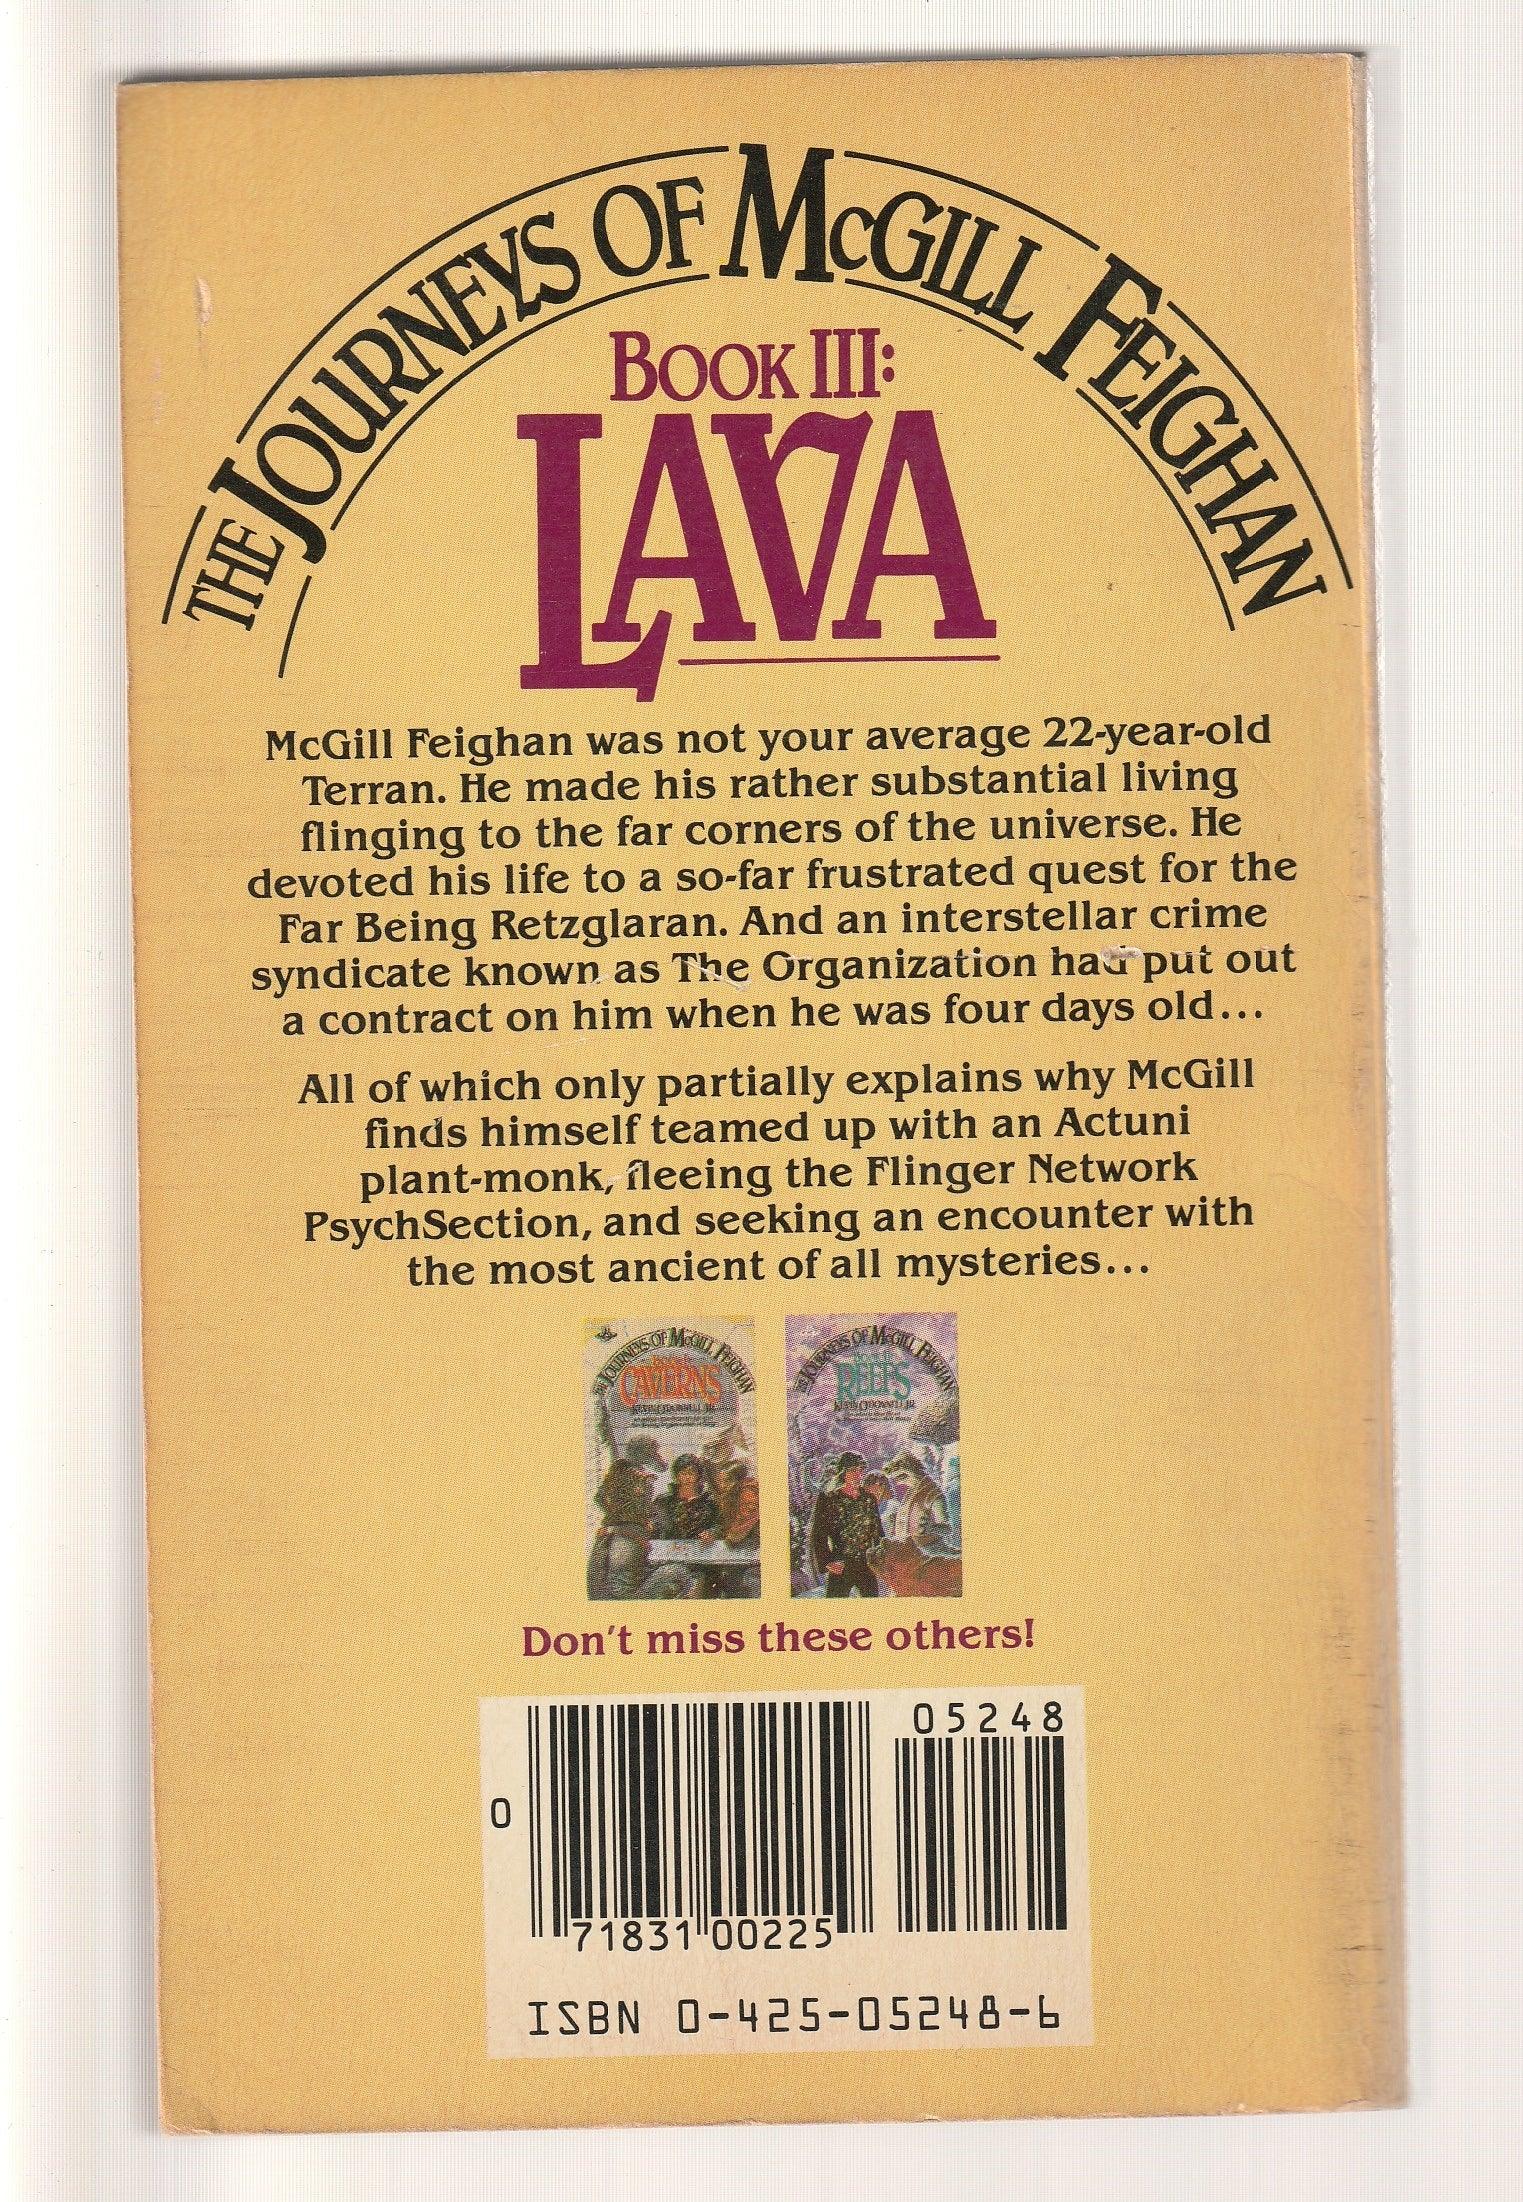 THE JOURNEYS OF McGILL FEIGHAN
BOOK III:
LAVA
McGill Feighan was not your average 22-year-old
Terran. He made his rather substantial living
flinging to the far corners of the universe. He
devoted his life to a so-far frustrated quest for the
Far Being Retzglaran. And an interstellar crime
syndicate known as The Organization had put out
a contract on him when he was four days old...
All of which only partially explains why McGill
finds himself teamed up with an Actuni
plant-monk, fleeing the Flinger Network
PsychSection, and seeking an encounter with
the most ancient of all mysteries...
THE JOURNEYS OF McGILL FEIGHAN
CAVERNS
KEVIN O'DONNELL JR.
THE JOURNEYS OF McGILL FEIGHAN
REEFS
KEVIN O'DONNELL JR.
Don't miss these others!
05248
0
71831 00225
ISBN 0-425-05248-6